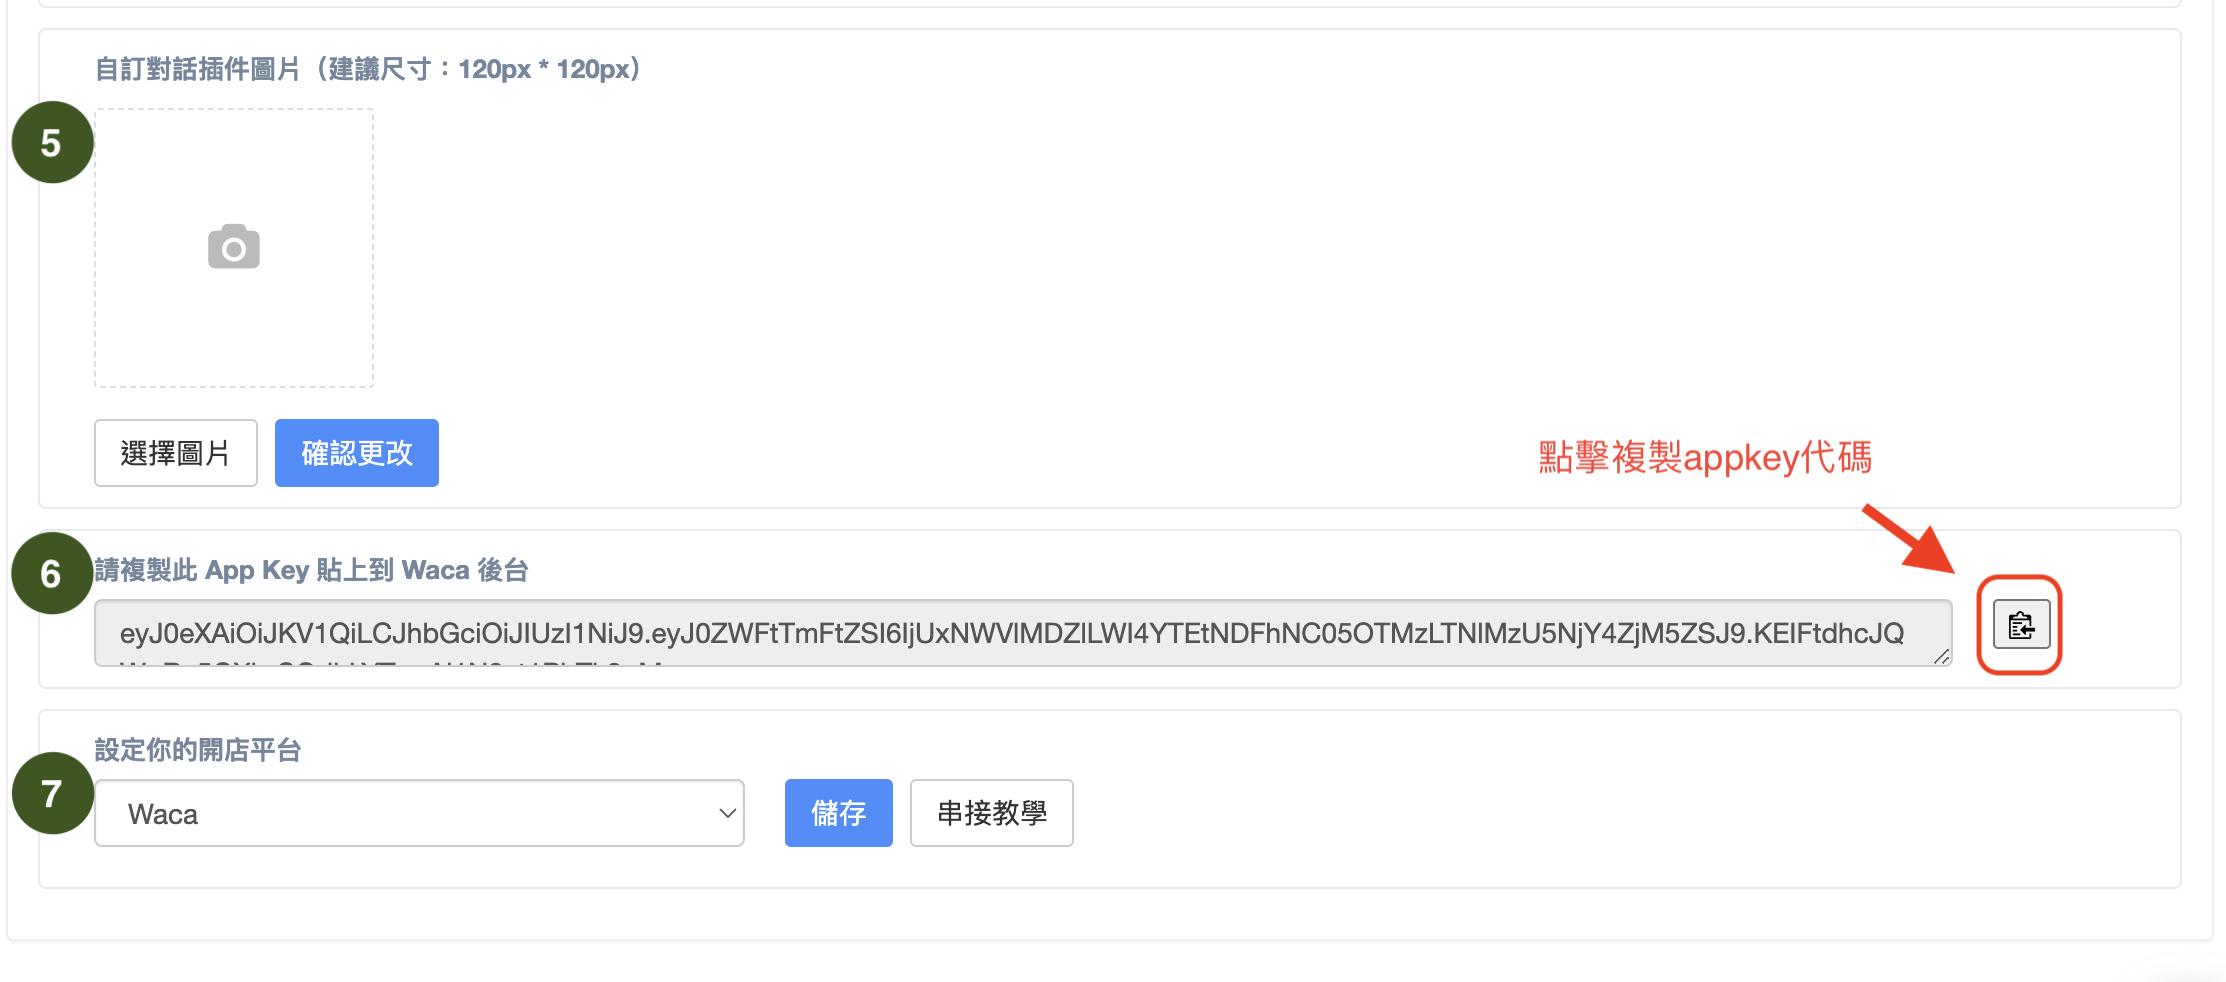 自訂對話插件圖片（建議尺寸：120px * 120px）
5
選擇圖片
確認更改
點擊複製appkey代碼
6
請複製此 App Key 貼上到 Waca 後台
eyJ0eXAiOiJKV1QiLCJhbGciOiJIUzI1NiJ9.eyJ0ZWFtTmFtZSI6IjUxNWVlMDZlLWI4YTEtNDFhNC05OTMzLTNlMzU5NjY4ZjM5ZSJ9.KEIFtdhcJQ
設定你的開店平台
7
Waca
儲存
串接教學